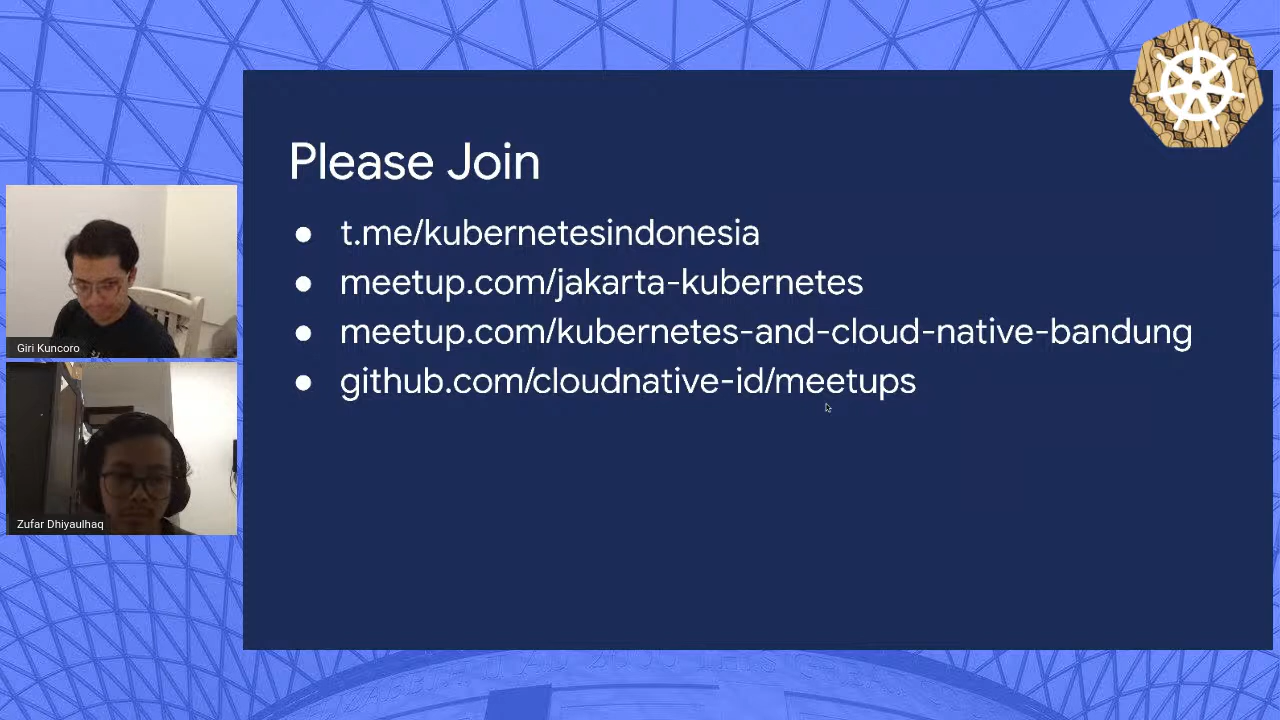 Please Join
● t.me/kubernetesindonesia
● meetup.com/jakarta-kubernetes
● meetup.com/kubernetes-and-cloud-native-bandung
● github.com/cloudnative-id/meetups
Giri Kuncoro
Zufar Dhiyaulhaq